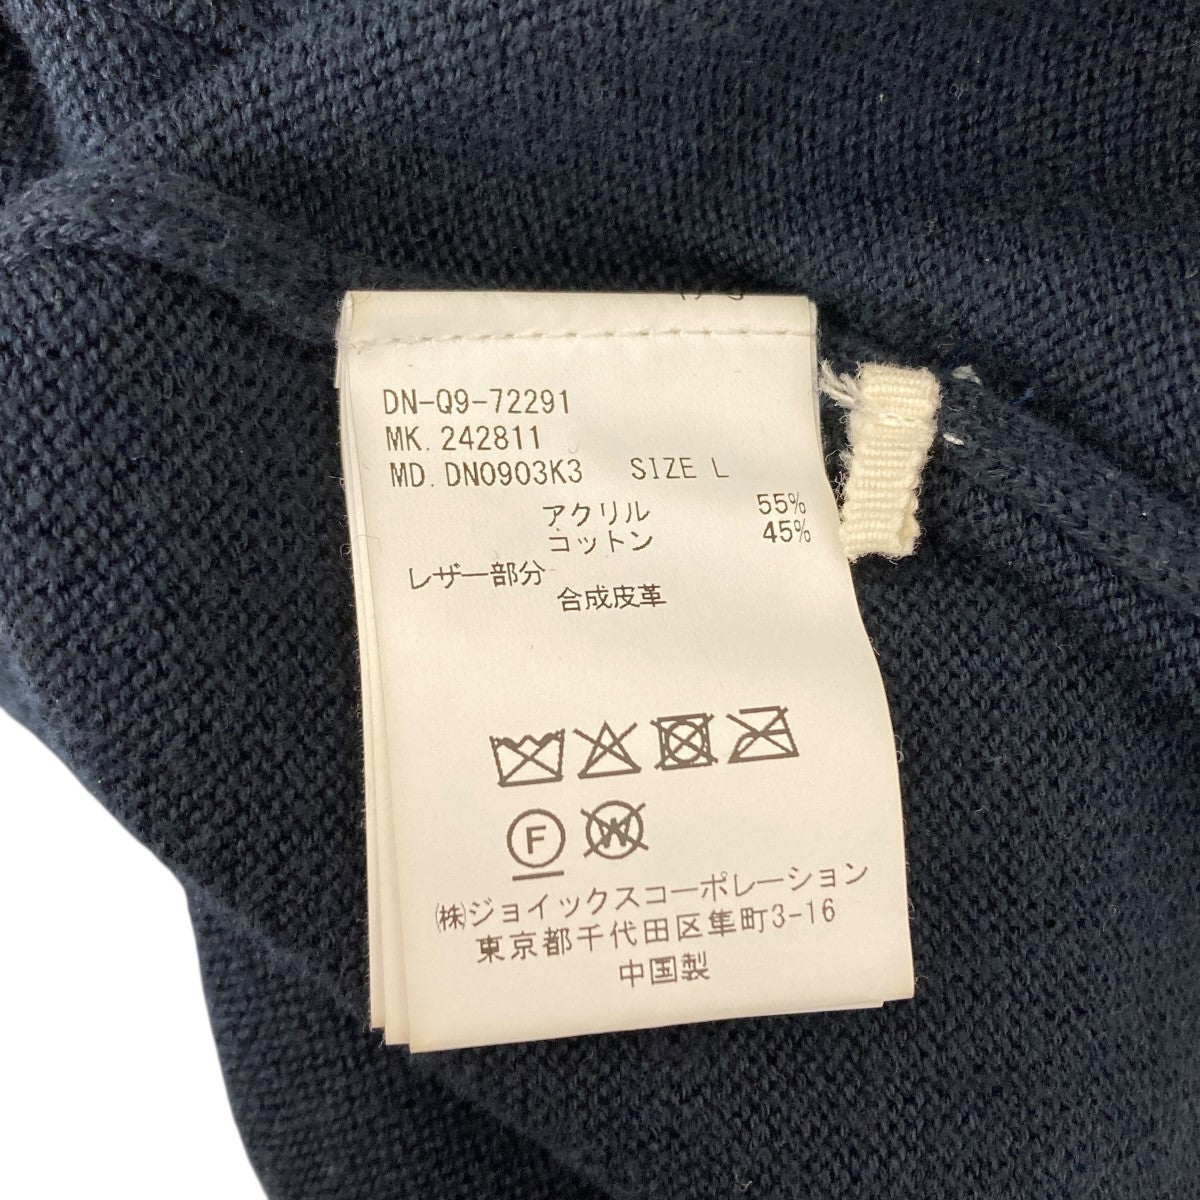 DN-Q9-72291
MK. 242811
MD. DN0903K3 SIZE L
アクリル 55%
コットン 45%
レザー部分
合成皮革
F W
㈱ジョイックスコーポレーション
東京都千代田区隼町3-16
中国製